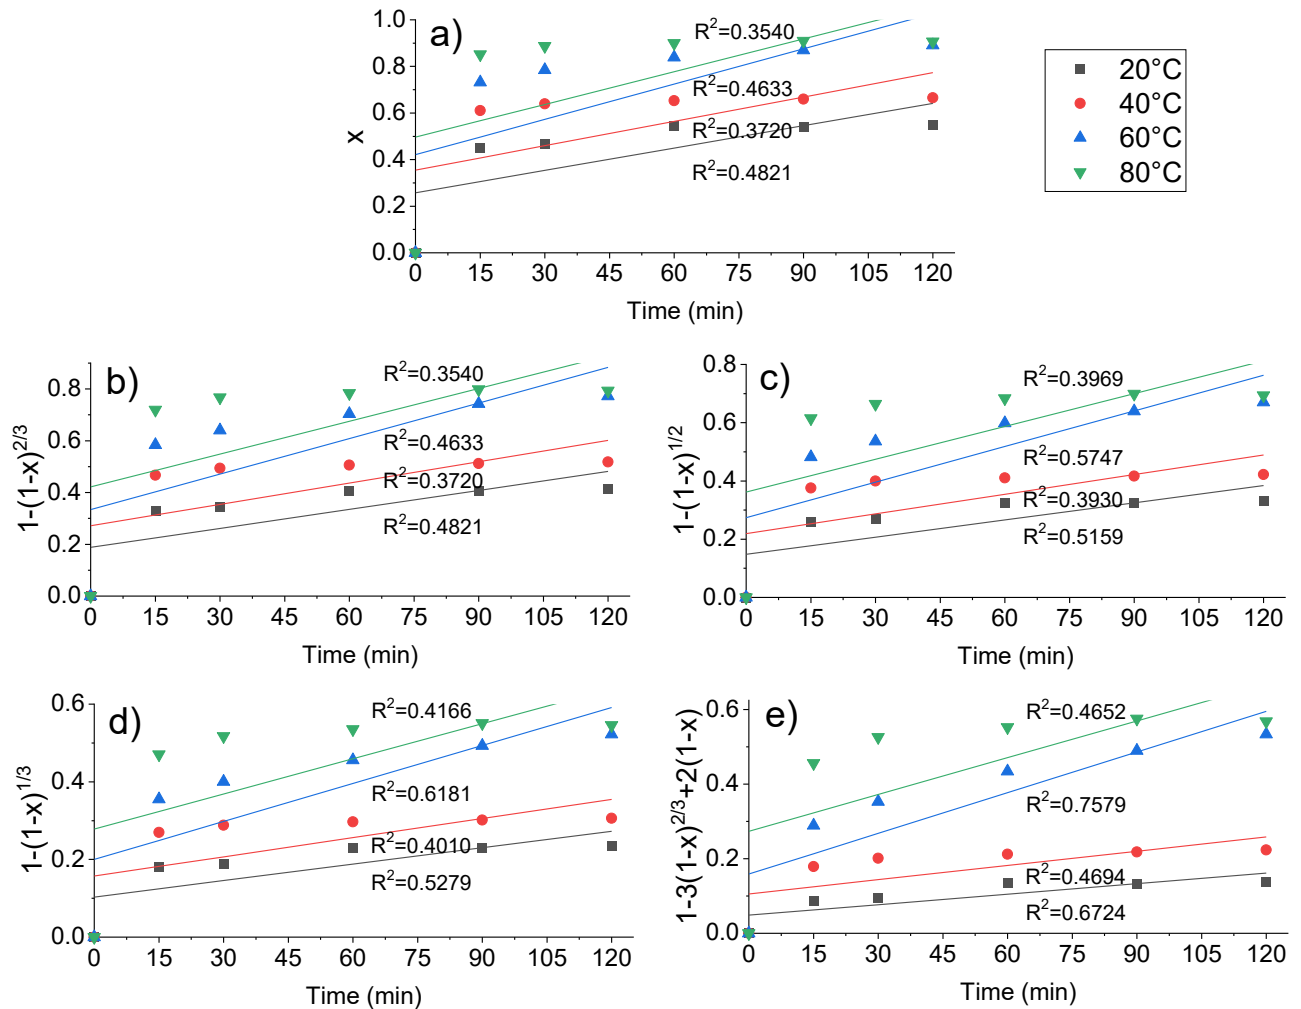 a)
R²=0.3540
R²=0.4633
R²=0.3720
R²=0.4821
x
1.0
0.8
0.6
0.4
0.2
0.0
0 15 30 45 60 75 90 105 120
Time (min)
20°C
40°C
60°C
80°C
b)
R²=0.3540
R²=0.4633
R²=0.3720
R²=0.4821
1-(1-x)^2/3
0.8
0.6
0.4
0.2
0.0
0 15 30 45 60 75 90 105 120
Time (min)
c)
R²=0.3969
R²=0.5747
R²=0.3930
R²=0.5159
1-(1-x)^1/2
0.8
0.6
0.4
0.2
0.0
0 15 30 45 60 75 90 105 120
Time (min)
d)
R²=0.4166
R²=0.6181
R²=0.4010
R²=0.5279
1-(1-x)^1/3
0.6
0.4
0.2
0.0
0 15 30 45 60 75 90 105 120
Time (min)
e)
R²=0.4652
R²=0.7579
R²=0.4694
R²=0.6724
1-3(1-x)^2/3+2(1-x)
0.6
0.4
0.2
0.0
0 15 30 45 60 75 90 105 120
Time (min)